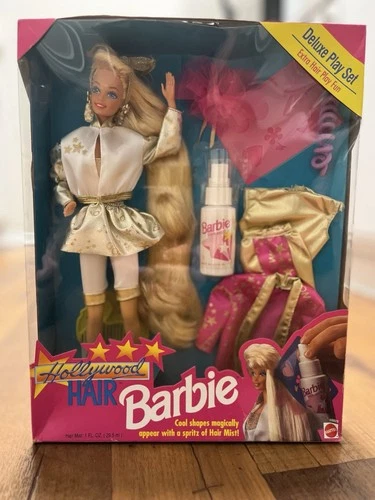 Deluxe Play Set
Extra Hair Play Fun
Barbie
Hollywood
HAIR
Barbie
Cool shapes magically
appear with a spritz of Hair Mist!
Barbie
MATTEL